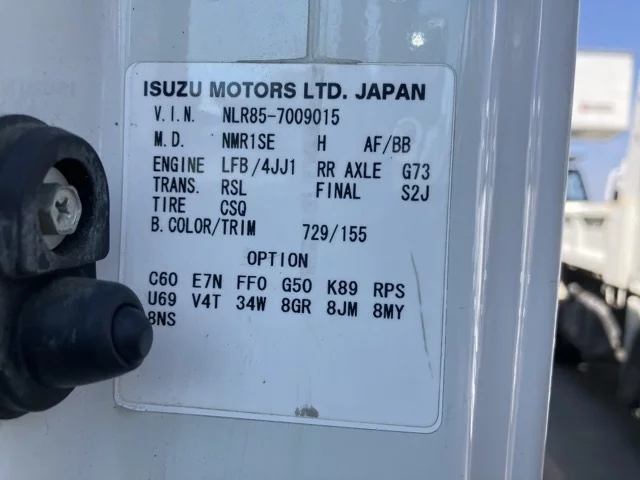 ISUZU MOTORS LTD. JAPAN
V.I.N. NLR85-7009015
M.D. NMR1SE H AF/BB
ENGINE LFB/4JJ1 RR AXLE G73
TRANS. RSL FINAL S2J
TIRE CSQ
B.COLOR/TRIM 729/155
OPTION
C60 E7N FF0 G50 K89 RPS
U69 V4T 34W 8GR 8JM 8MY
8NS